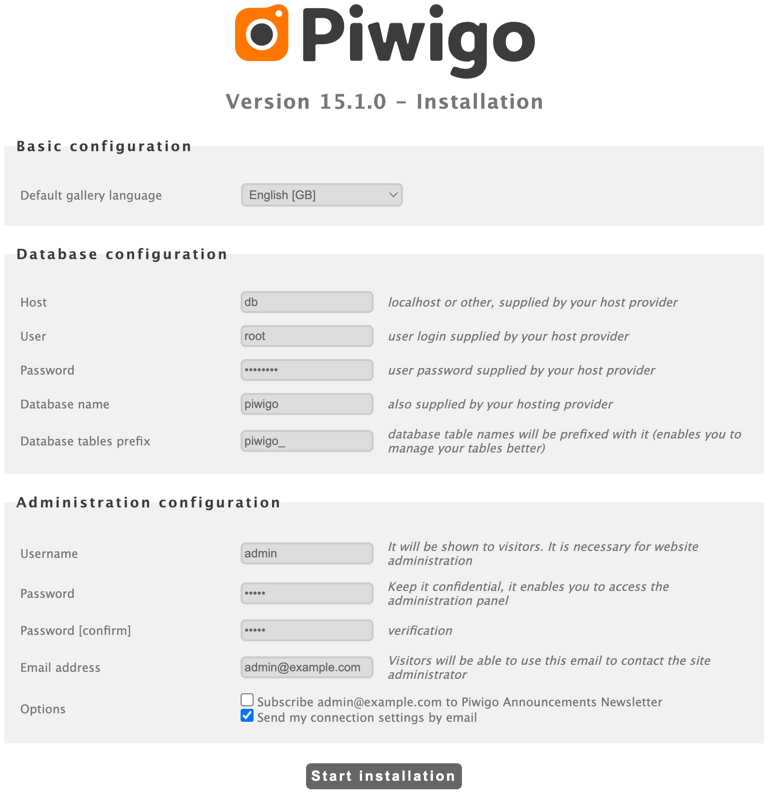 Piwigo
Version 15.1.0 – Installation
Basic configuration
Default gallery language
English [GB]
Database configuration
Host
db
localhost or other, supplied by your host provider
User
root
user login supplied by your host provider
Password
••••••••
user password supplied by your host provider
Database name
piwigo
also supplied by your hosting provider
Database tables prefix
piwigo_
database table names will be prefixed with it (enables you to
manage your tables better)
Administration configuration
Username
admin
It will be shown to visitors. It is necessary for website
administration
Password
•••••
Keep it confidential, it enables you to access the
administration panel
Password [confirm]
•••••
verification
Email address
admin@example.com
Visitors will be able to use this email to contact the site
administrator
Options
Subscribe admin@example.com to Piwigo Announcements Newsletter
Send my connection settings by email
Start installation